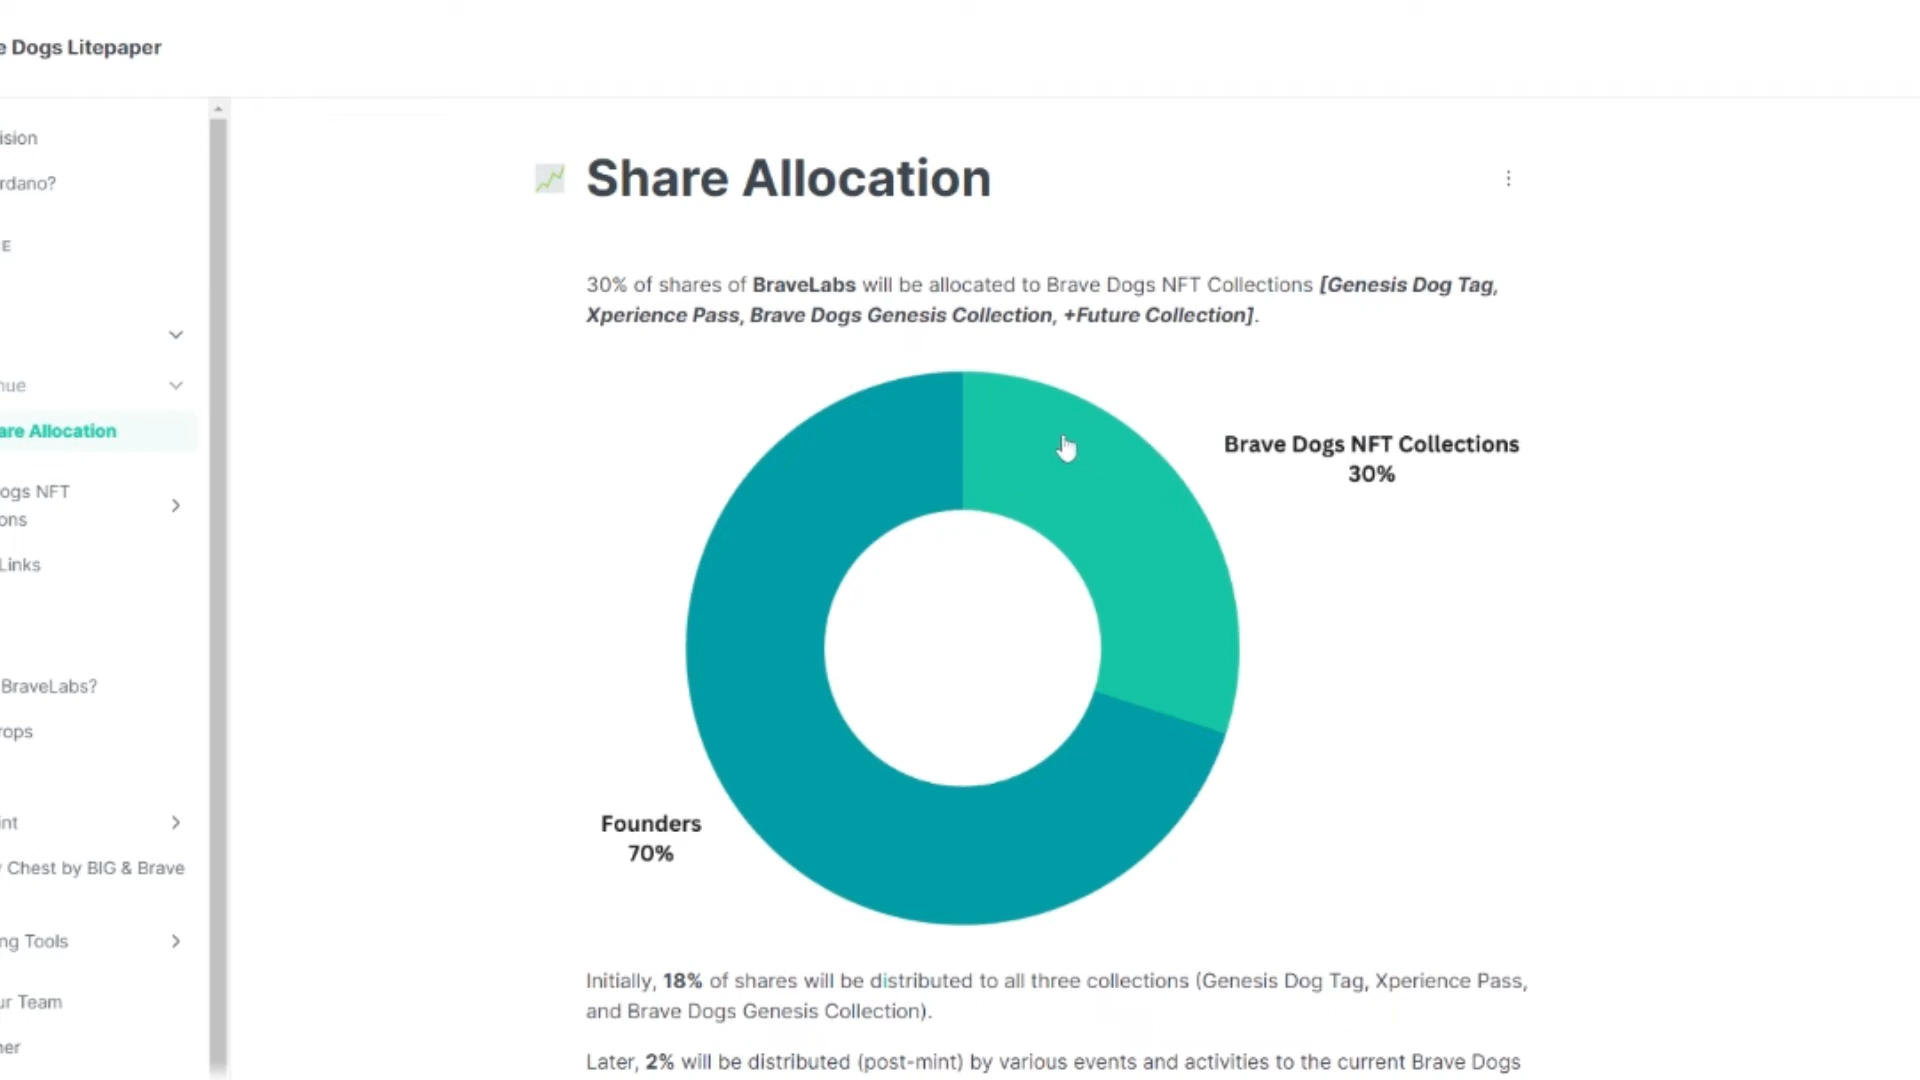 e Dogs Litepaper
ision
rdano?
E
nue
are Allocation
ogs NFT
ons
Links
BraveLabs?
rops
int
Chest by BIG & Brave
ng Tools
ur Team
ner
Share Allocation
30% of shares of BraveLabs will be allocated to Brave Dogs NFT Collections [Genesis Dog Tag,
Xperience Pass, Brave Dogs Genesis Collection, +Future Collection].
Brave Dogs NFT Collections
30%
Founders
70%
Initially, 18% of shares will be distributed to all three collections (Genesis Dog Tag, Xperience Pass,
and Brave Dogs Genesis Collection).
Later, 2% will be distributed (post-mint) by various events and activities to the current Brave Dogs